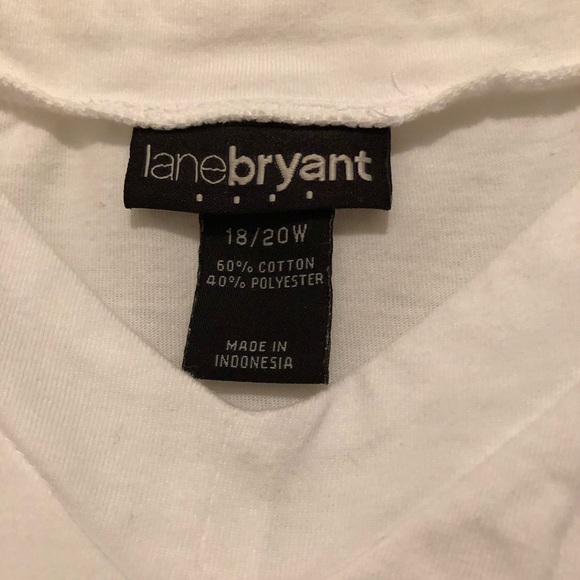 lanebryant
18/20W
60% COTTON
40% POLYESTER
MADE IN
INDONESIA